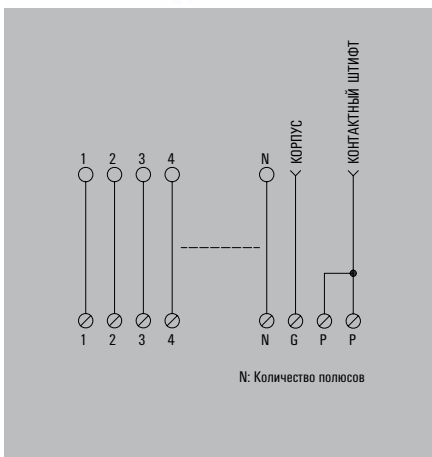 КОРПУС
КОНТАКТНЫЙ ШТИФТ
1 2 3 4 N
1 2 3 4 N G P P
N: Количество полюсов